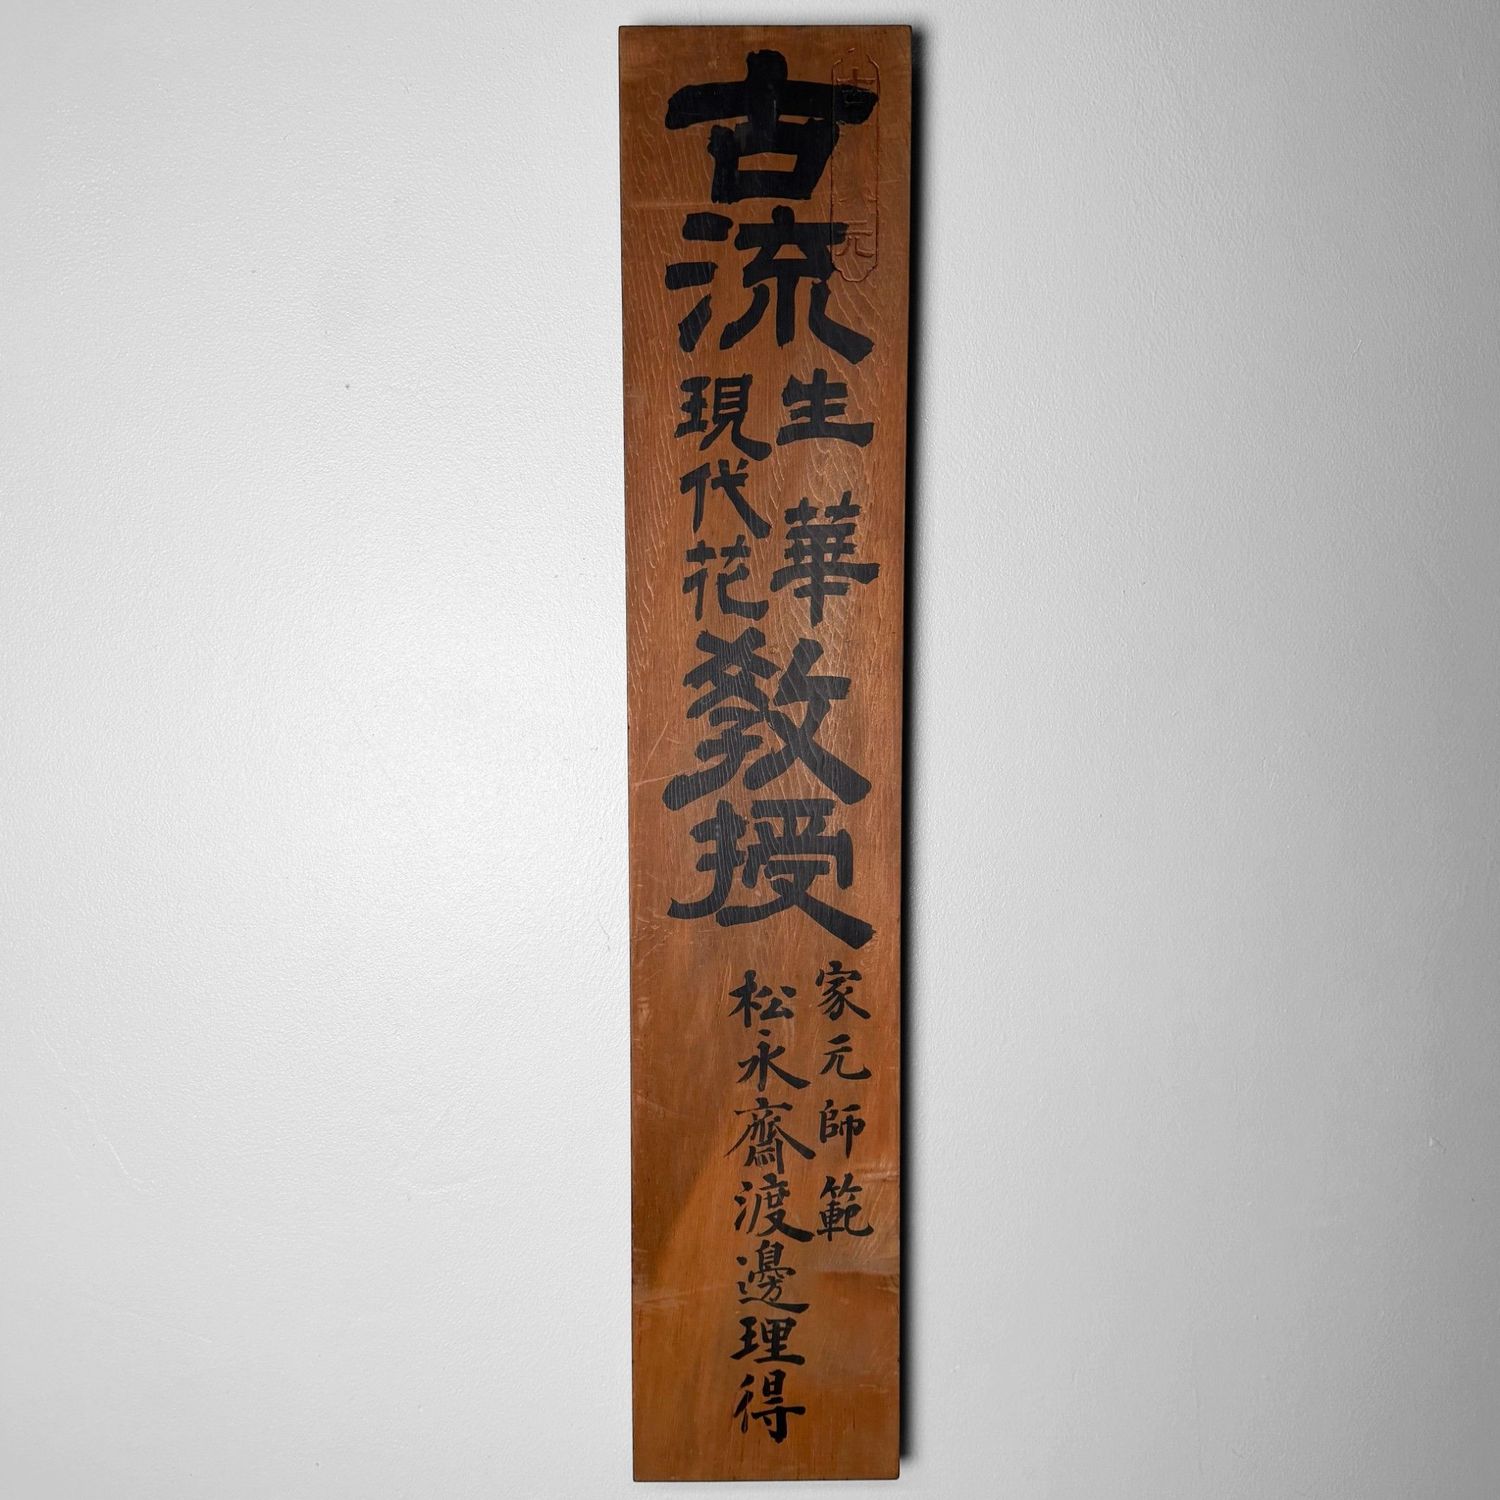 古流
生華
現代花
教授
家元師範
松永齋渡邊理得